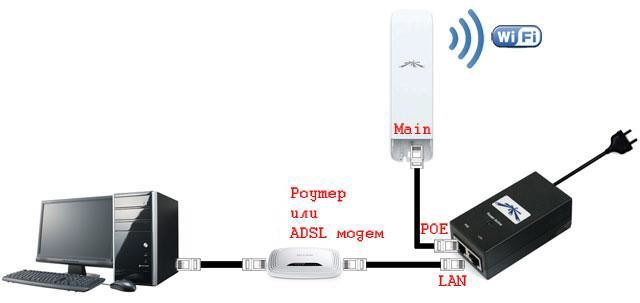 Wi Fi
Main
Роутер
или
ADSL модем
POE
LAN